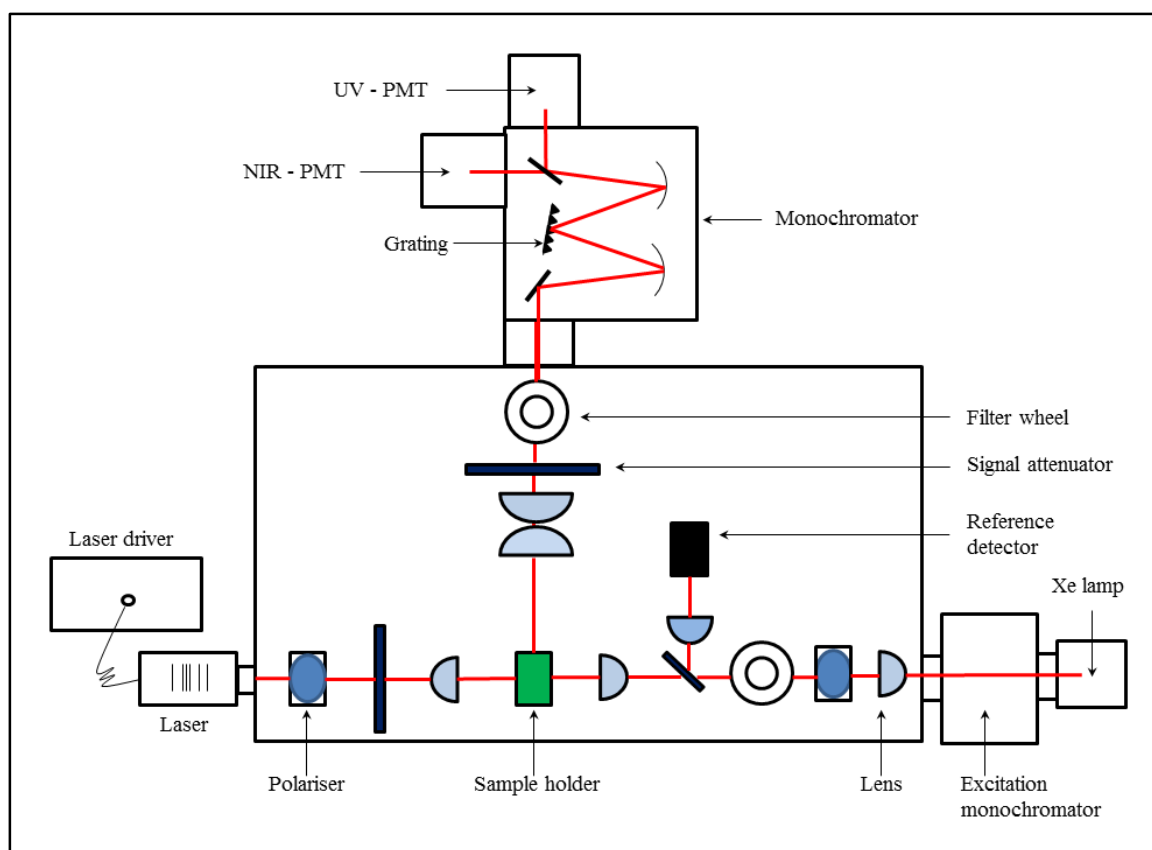 UV - PMT
NIR - PMT
Grating
Monochromator
Filter wheel
Signal attenuator
Reference
detector
Laser driver
Xe lamp
Laser
Polariser
Sample holder
Lens
Excitation
monochromator